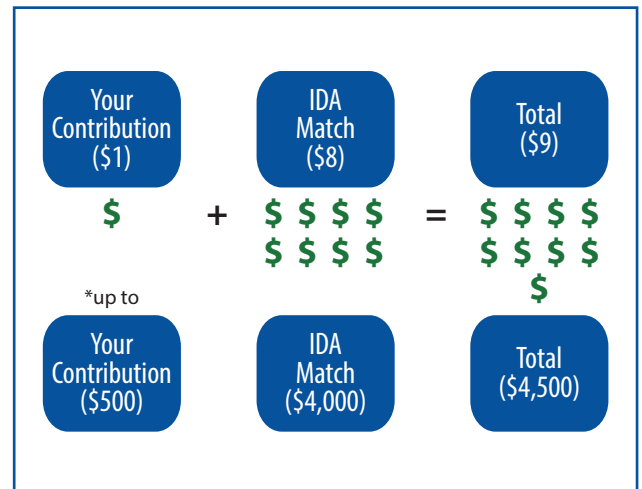 Your
Contribution
($1)
IDA
Match
($8)
Total
($9)
$ + $ $ $ $ = $ $ $ $
$ $ $ $ $ $ $ $
$
*up to
Your
Contribution
($500)
IDA
Match
($4,000)
Total
($4,500)